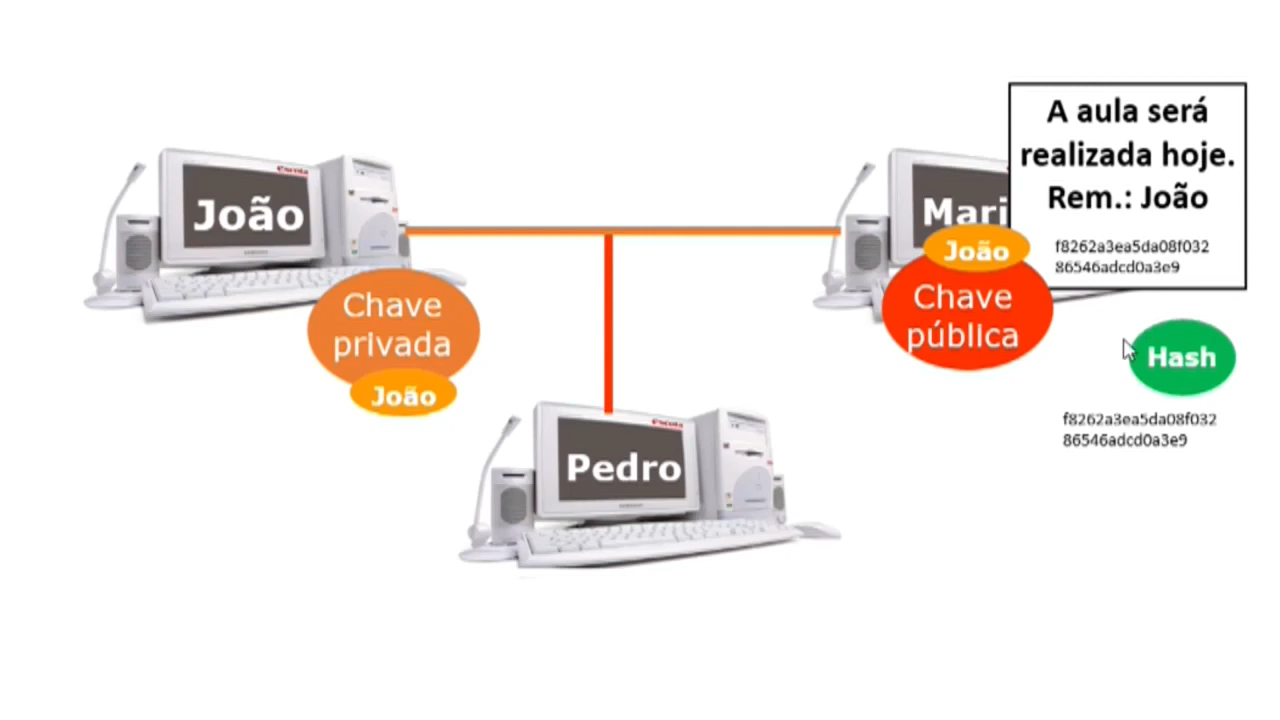 A aula será
realizada hoje.
Rem.: João
f8262a3ea5da08f032
86546adcd0a3e9
João
Mari
João
Chave
pública
Chave
privada
João
Hash
f8262a3ea5da08f032
86546adcd0a3e9
Pedro